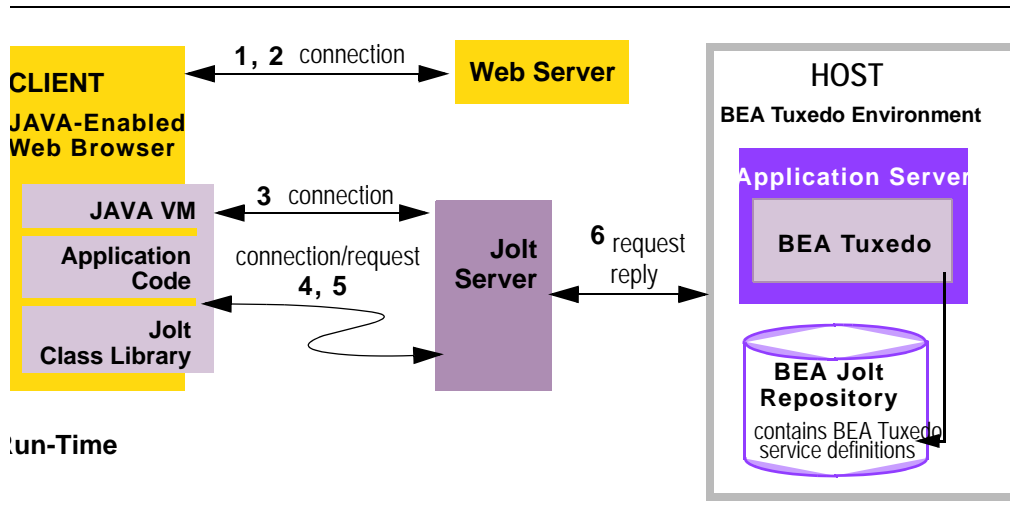 1, 2 connection
Web Server
CLIENT
JAVA-Enabled
Web Browser
JAVA VM
Application
Code
Jolt
Class Library
3 connection
connection/request
4, 5
Jolt
Server
6 request
reply
HOST
BEA Tuxedo Environment
Application Server
BEA Tuxedo
BEA Jolt
Repository
contains BEA Tuxedo
service definitions
un-Time